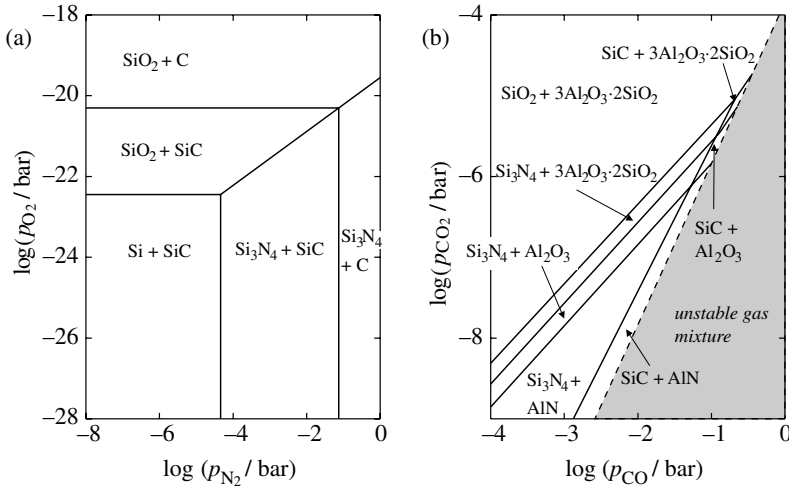 (a)
−18
−20
−22
−24
−26
−28
log(pO₂ / bar)
SiO₂ + C
SiO₂ + SiC
Si + SiC
Si₃N₄ + SiC
Si₃N₄
+ C
−8
−4
−2
0
log (pN₂ / bar)
(b)
−4
−6
−8
log(pCO₂ / bar)
SiC + 3Al₂O₃·2SiO₂
SiO₂ + 3Al₂O₃·2SiO₂
Si₃N₄ + 3Al₂O₃·2SiO₂
SiC +
Al₂O₃
Si₃N₄ + Al₂O₃
unstable gas
mixture
SiC + AlN
Si₃N₄ +
AlN
−4
−3
−2
−1
0
log (pCO / bar)